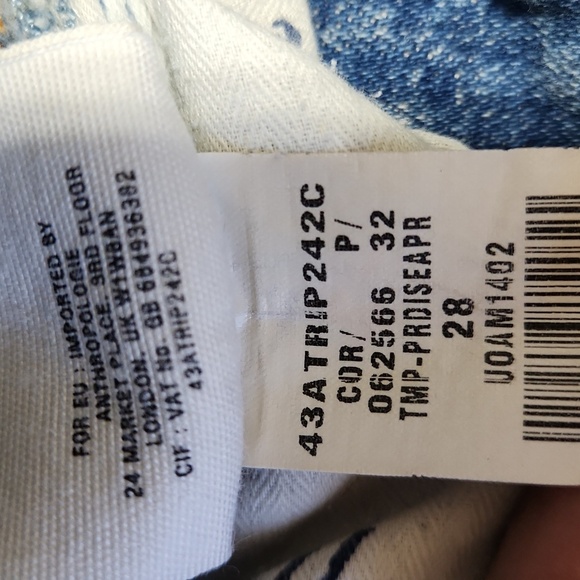 FOR EU : IMPORTED BY
ANTHROPOLOGIE
ANTHROPOLOGIE, 3RD FLOOR
24 MARKET PLACE,
LONDON, UK W1W8AN
VAT No. GB 684936382
CIF : 43ATRIP242C
43ATRIP242C
COR/ P/
062566 32
TMP-PRDISEAPR
28
UOAM1402